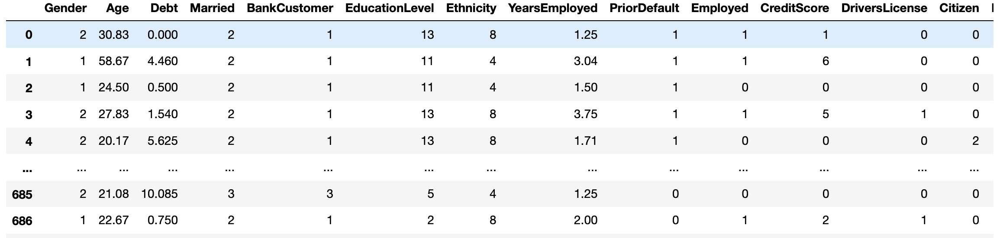 Gender Age Debt Married BankCustomer EducationLevel Ethnicity YearsEmployed PriorDefault Employed CreditScore DriversLicense Citizen
0 2 30.83 0.000 2 1 13 8 1.25 1 1 1 0 0
1 1 58.67 4.460 2 1 11 4 3.04 1 1 6 0 0
2 1 24.50 0.500 2 1 11 4 1.50 1 0 0 0 0
3 2 27.83 1.540 2 1 13 8 3.75 1 1 5 1 0
4 2 20.17 5.625 2 1 13 8 1.71 1 0 0 0 2
... ... ... ... ... ... ... ... ... ... ... ... ... ...
685 2 21.08 10.085 3 3 5 4 1.25 0 0 0 0 0
686 1 22.67 0.750 2 1 2 8 2.00 0 1 2 1 0